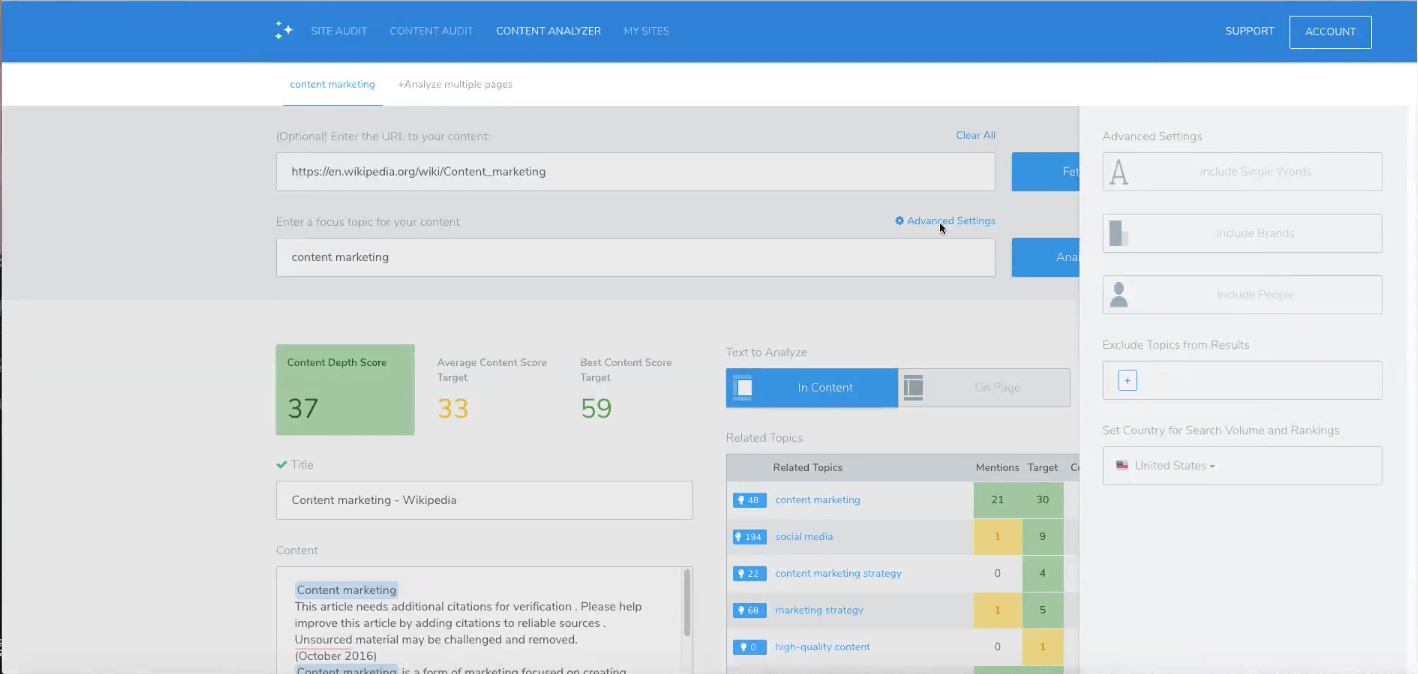 SITE AUDIT CONTENT AUDIT CONTENT ANALYZER MY SITES SUPPORT ACCOUNT
content marketing +Analyze multiple pages
(Optional) Enter the URL to your content: Clear All
https://en.wikipedia.org/wiki/Content_marketing Fet
Enter a focus topic for your content Advanced Settings
content marketing Ana
Content Depth Score
37
Average Content Score
Target
33
Best Content Score
Target
59
Title
Content marketing - Wikipedia
Content
Content marketing
This article needs additional citations for verification . Please help
improve this article by adding citations to reliable sources .
Unsourced material may be challenged and removed.
(October 2016)
Content marketing is a form of marketing focused on creating
Text to Analyze
In Content On Page
Related Topics
Related Topics Mentions Target C
48 content marketing 21 30
194 social media 1 9
22 content marketing strategy 0 4
68 marketing strategy 1 5
0 high-quality content 0 1
Advanced Settings
Include Single Words
Include Brands
Include People
Exclude Topics from Results
+
Set Country for Search Volume and Rankings
United States